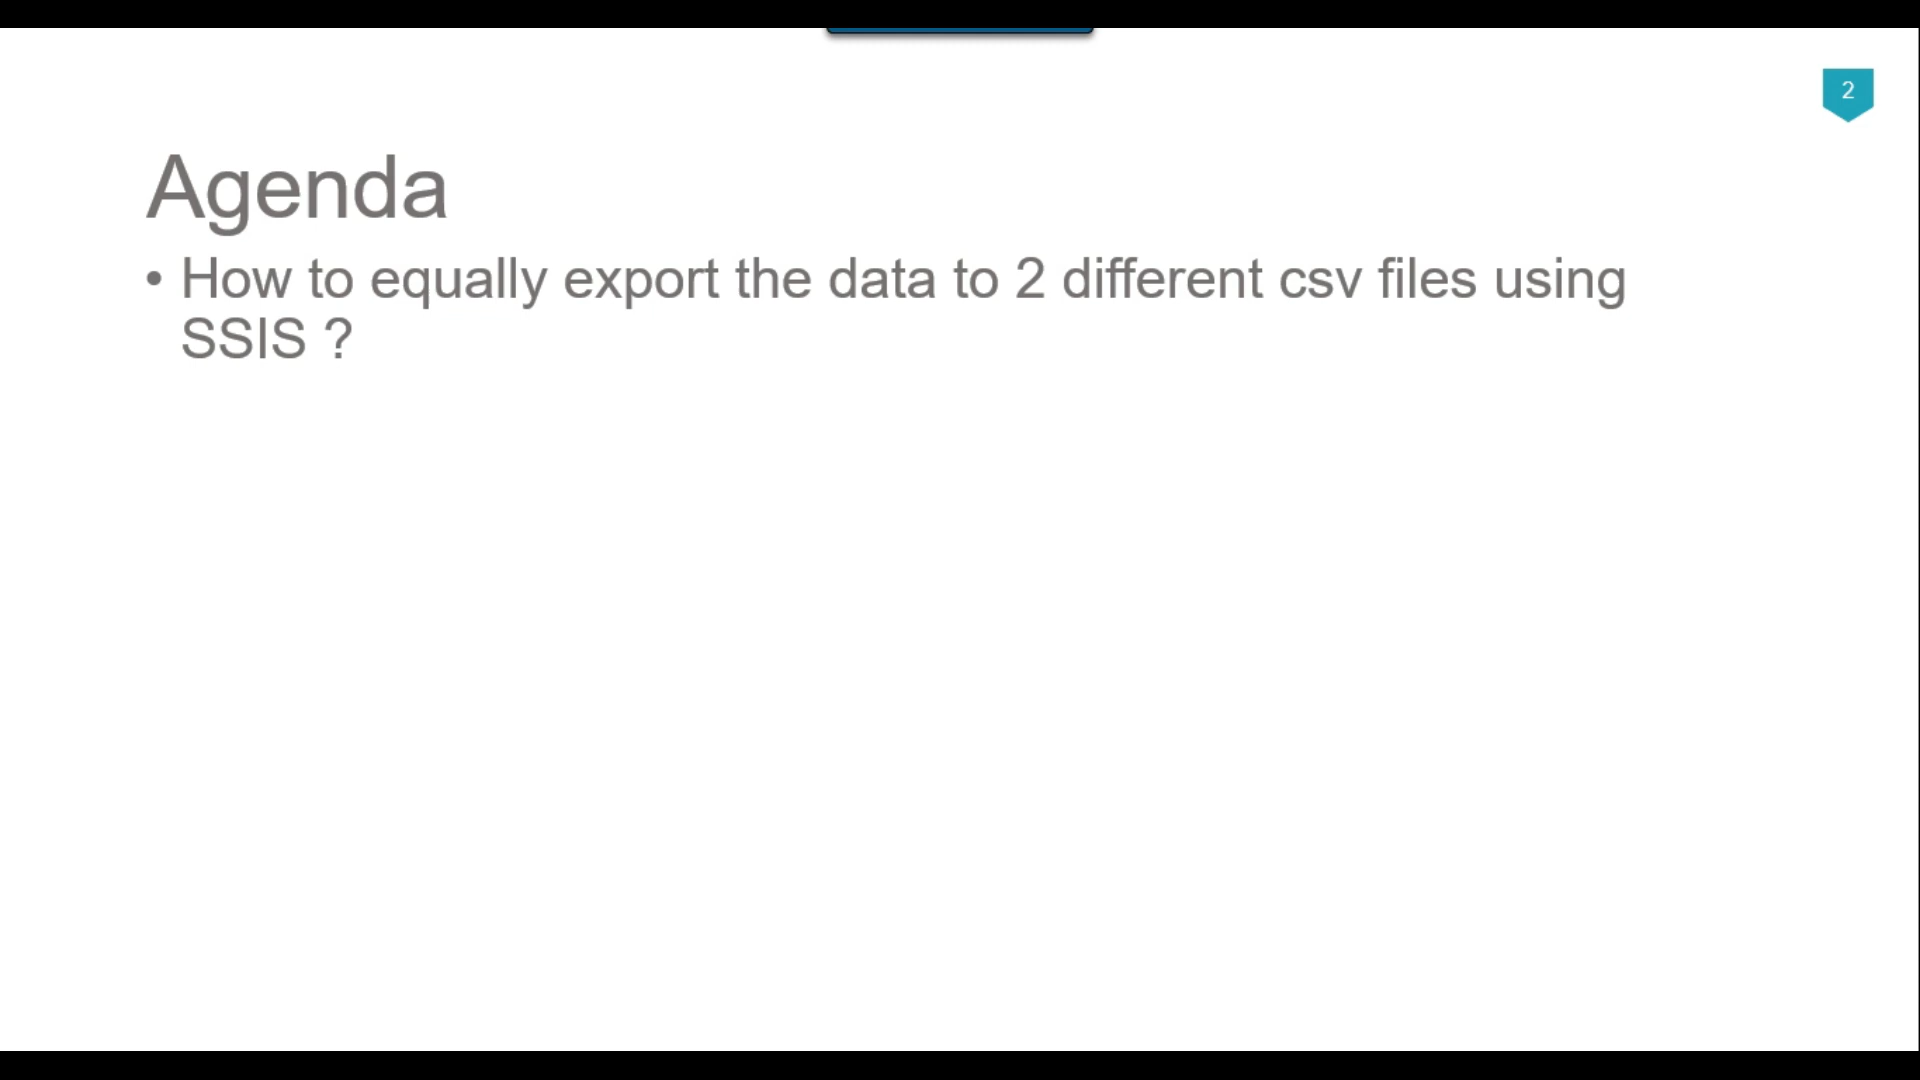 2
Agenda
• How to equally export the data to 2 different csv files using
SSIS ?